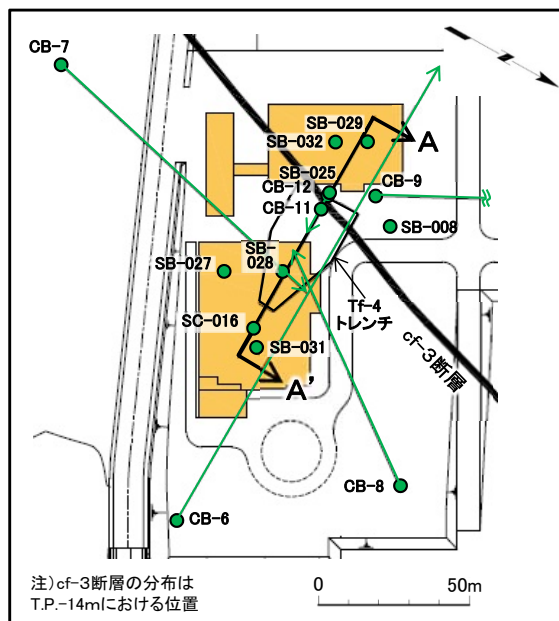 CB-7
SB-029
SB-032
A
SB-025
CB-12
CB-9
CB-11
SB-008
SB-
028
SB-027
Tf-4
トレンチ
SC-016
SB-031
cf-3断層
A’
CB-8
CB-6
注)cf-3断層の分布は
T.P.-14mにおける位置
0 50m